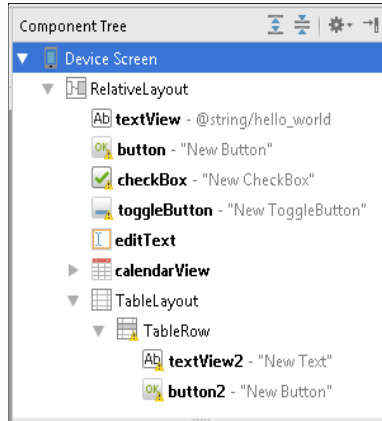 Component Tree
Device Screen
RelativeLayout
Ab textView - @string/hello_world
OK button - "New Button"
checkBox - "New CheckBox"
toggleButton - "New ToggleButton"
I editText
calendarView
TableLayout
TableRow
Ab textView2 - "New Text"
OK button2 - "New Button"